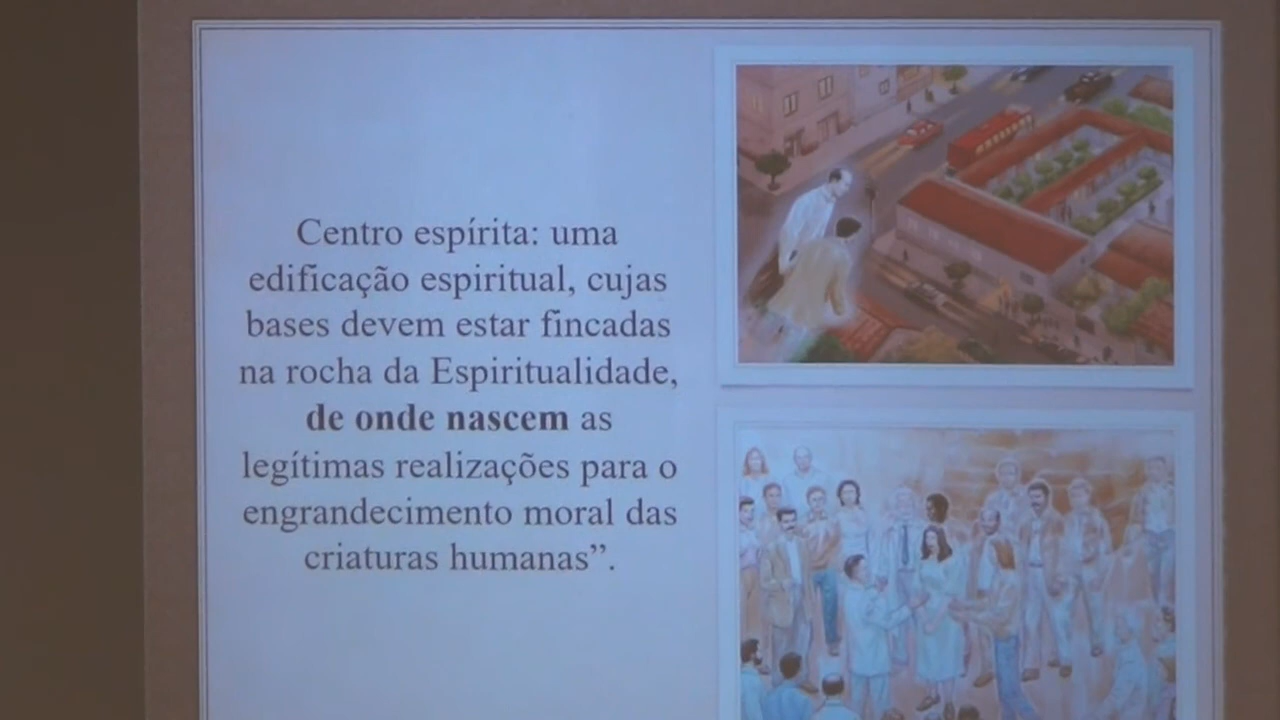 Centro espírita: uma
edificação espiritual, cujas
bases devem estar fincadas
na rocha da Espiritualidade,
de onde nascem as
legítimas realizações para o
engrandecimento moral das
criaturas humanas”.